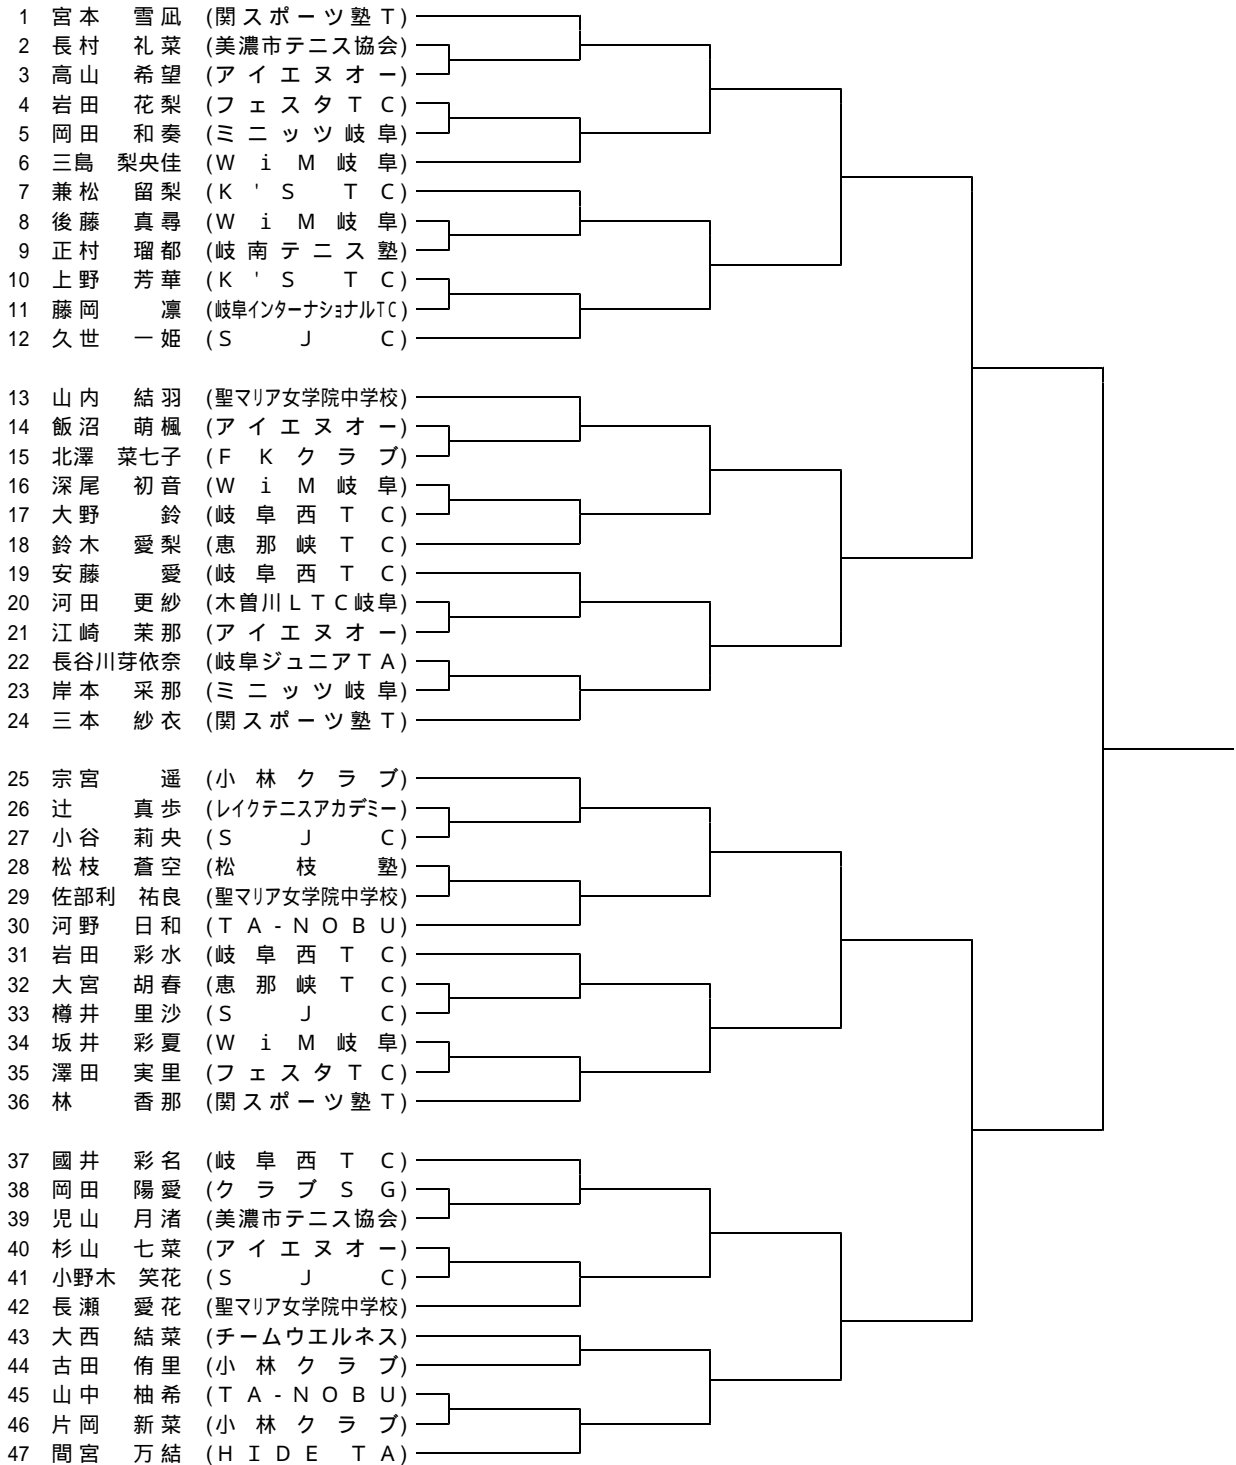 1 宮本 雪凪 (関スポーツ塾T)
2 長村 礼菜 (美濃市テニス協会)
3 高山 希望 (アイエヌオー)
4 岩田 花梨 (フェスタTC)
5 岡田 和奏 (ミニッツ岐阜)
6 三島 梨央佳 (WiM岐阜)
7 兼松 留梨 (K'S TC)
8 後藤 真尋 (WiM岐阜)
9 正村 瑠都 (岐南テニス塾)
10 上野 芳華 (K'S TC)
11 藤岡 凛 (岐阜インターナショナルTC)
12 久世 一姫 (SJC)
13 山内 結羽 (聖マリア女学院中学校)
14 飯沼 萌楓 (アイエヌオー)
15 北澤 菜七子 (FKクラブ)
16 深尾 初音 (WiM岐阜)
17 大野 鈴 (岐阜西TC)
18 鈴木 愛梨 (恵那峡TC)
19 安藤 愛 (岐阜西TC)
20 河田 更紗 (木曽川LTC岐阜)
21 江崎 茉那 (アイエヌオー)
22 長谷川芽依奈 (岐阜ジュニアTA)
23 岸本 采那 (ミニッツ岐阜)
24 三本 紗衣 (関スポーツ塾T)
25 宗宮 遥 (小林クラブ)
26 辻 真歩 (レイクテニスアカデミー)
27 小谷 莉央 (SJC)
28 松枝 蒼空 (松枝塾)
29 佐部利 祐良 (聖マリア女学院中学校)
30 河野 日和 (TA-NOBU)
31 岩田 彩水 (岐阜西TC)
32 大宮 胡春 (恵那峡TC)
33 樽井 里沙 (SJC)
34 坂井 彩夏 (WiM岐阜)
35 澤田 実里 (フェスタTC)
36 林 香那 (関スポーツ塾T)
37 國井 彩名 (岐阜西TC)
38 岡田 陽愛 (クラブSG)
39 児山 月渚 (美濃市テニス協会)
40 杉山 七菜 (アイエヌオー)
41 小野木 笑花 (SJC)
42 長瀬 愛花 (聖マリア女学院中学校)
43 大西 結菜 (チームウエルネス)
44 古田 侑里 (小林クラブ)
45 山中 柚希 (TA-NOBU)
46 片岡 新菜 (小林クラブ)
47 間宮 万結 (HIDE TA)